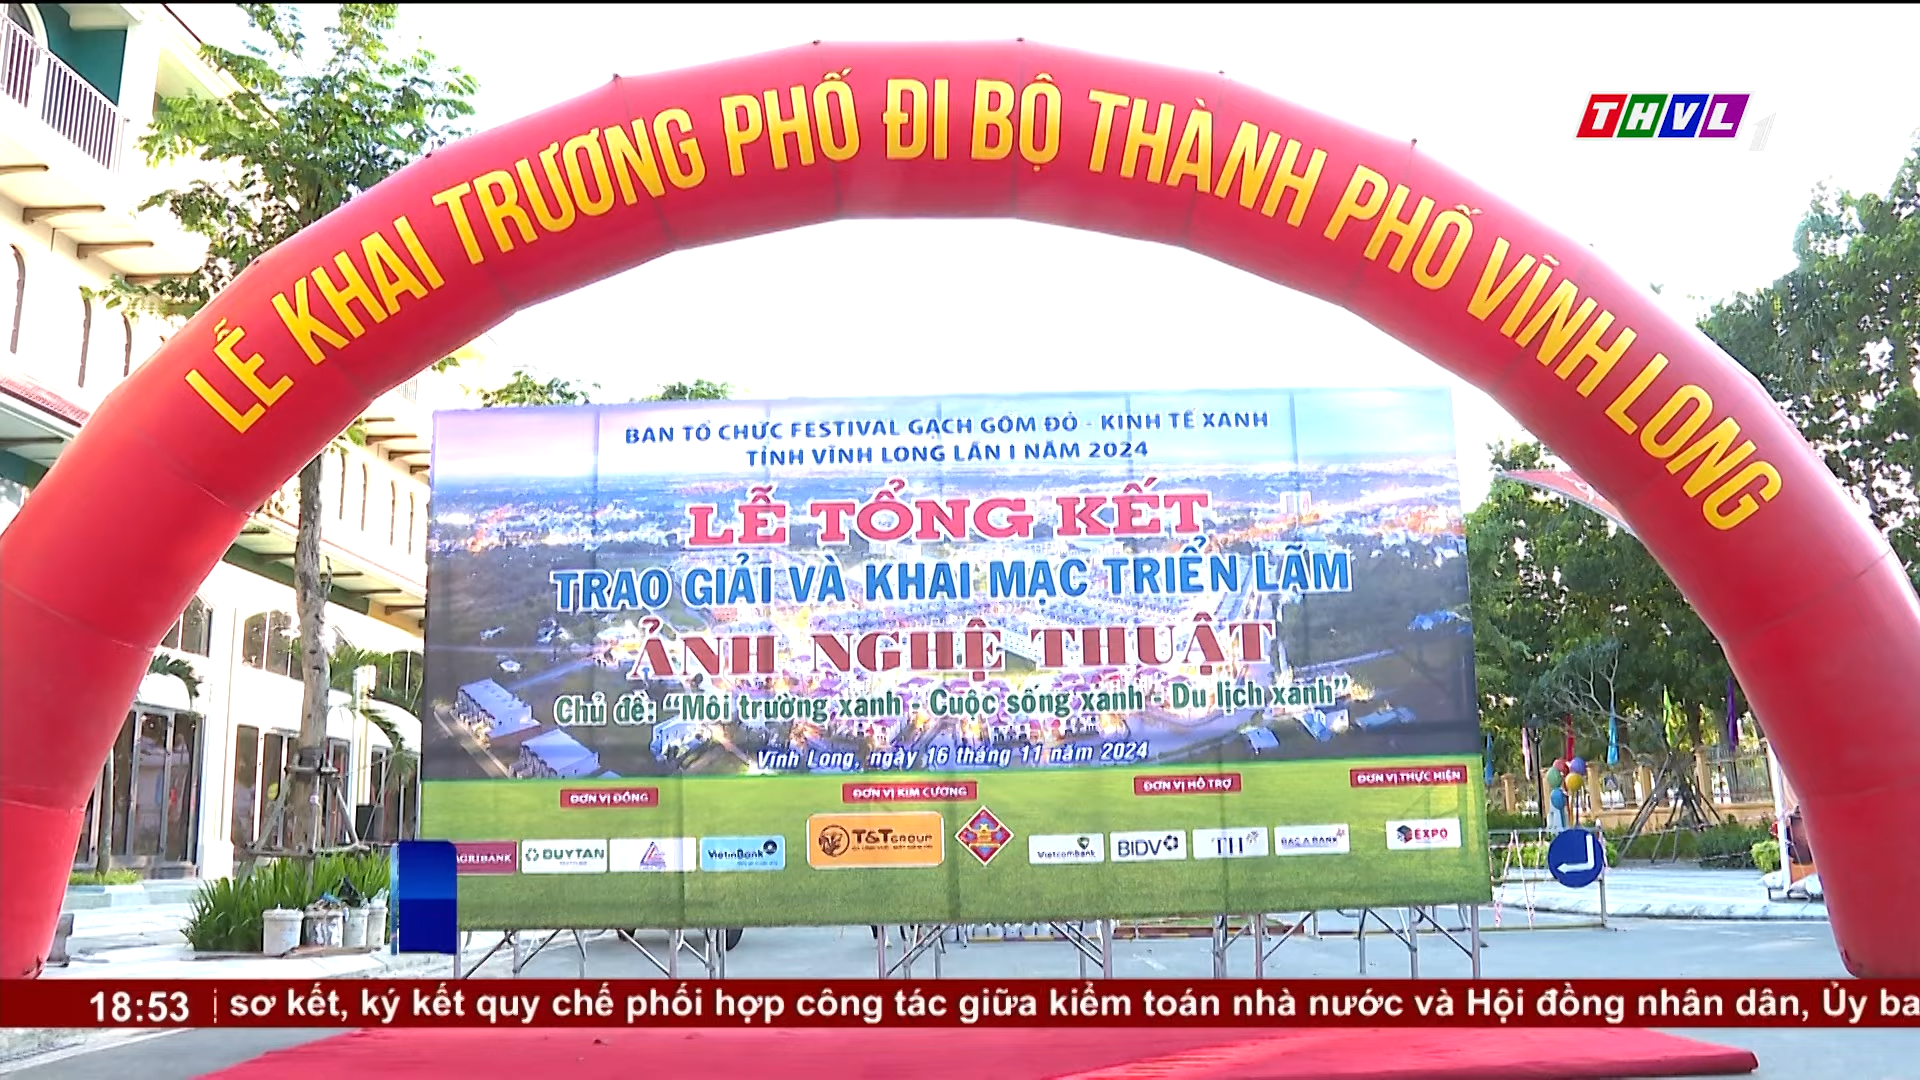 THVL 1
LỄ KHAI TRƯƠNG PHỐ ĐI BỘ THÀNH PHỐ VĨNH LONG
BAN TỔ CHỨC FESTIVAL GẠCH GỐM ĐỎ - KINH TẾ XANH
TỈNH VĨNH LONG LẦN I NĂM 2024
LỄ TỔNG KẾT
TRAO GIẢI VÀ KHAI MẠC TRIỂN LÃM
ẢNH NGHỆ THUẬT
Chủ đề: “Môi trường xanh - Cuộc sống xanh - Du lịch xanh”
Vĩnh Long, ngày 16 tháng 11 năm 2024
ĐƠN VỊ ĐỒNG
ĐƠN VỊ KIM CƯƠNG
ĐƠN VỊ HỖ TRỢ
ĐƠN VỊ THỰC HIỆN
AGRIBANK
DUYTAN
VietinBank
T&TGROUP
Vietcombank
BIDV
TH
BAC A BANK
EXPO
18:53
sơ kết, ký kết quy chế phối hợp công tác giữa kiểm toán nhà nước và Hội đồng nhân dân, Ủy ba